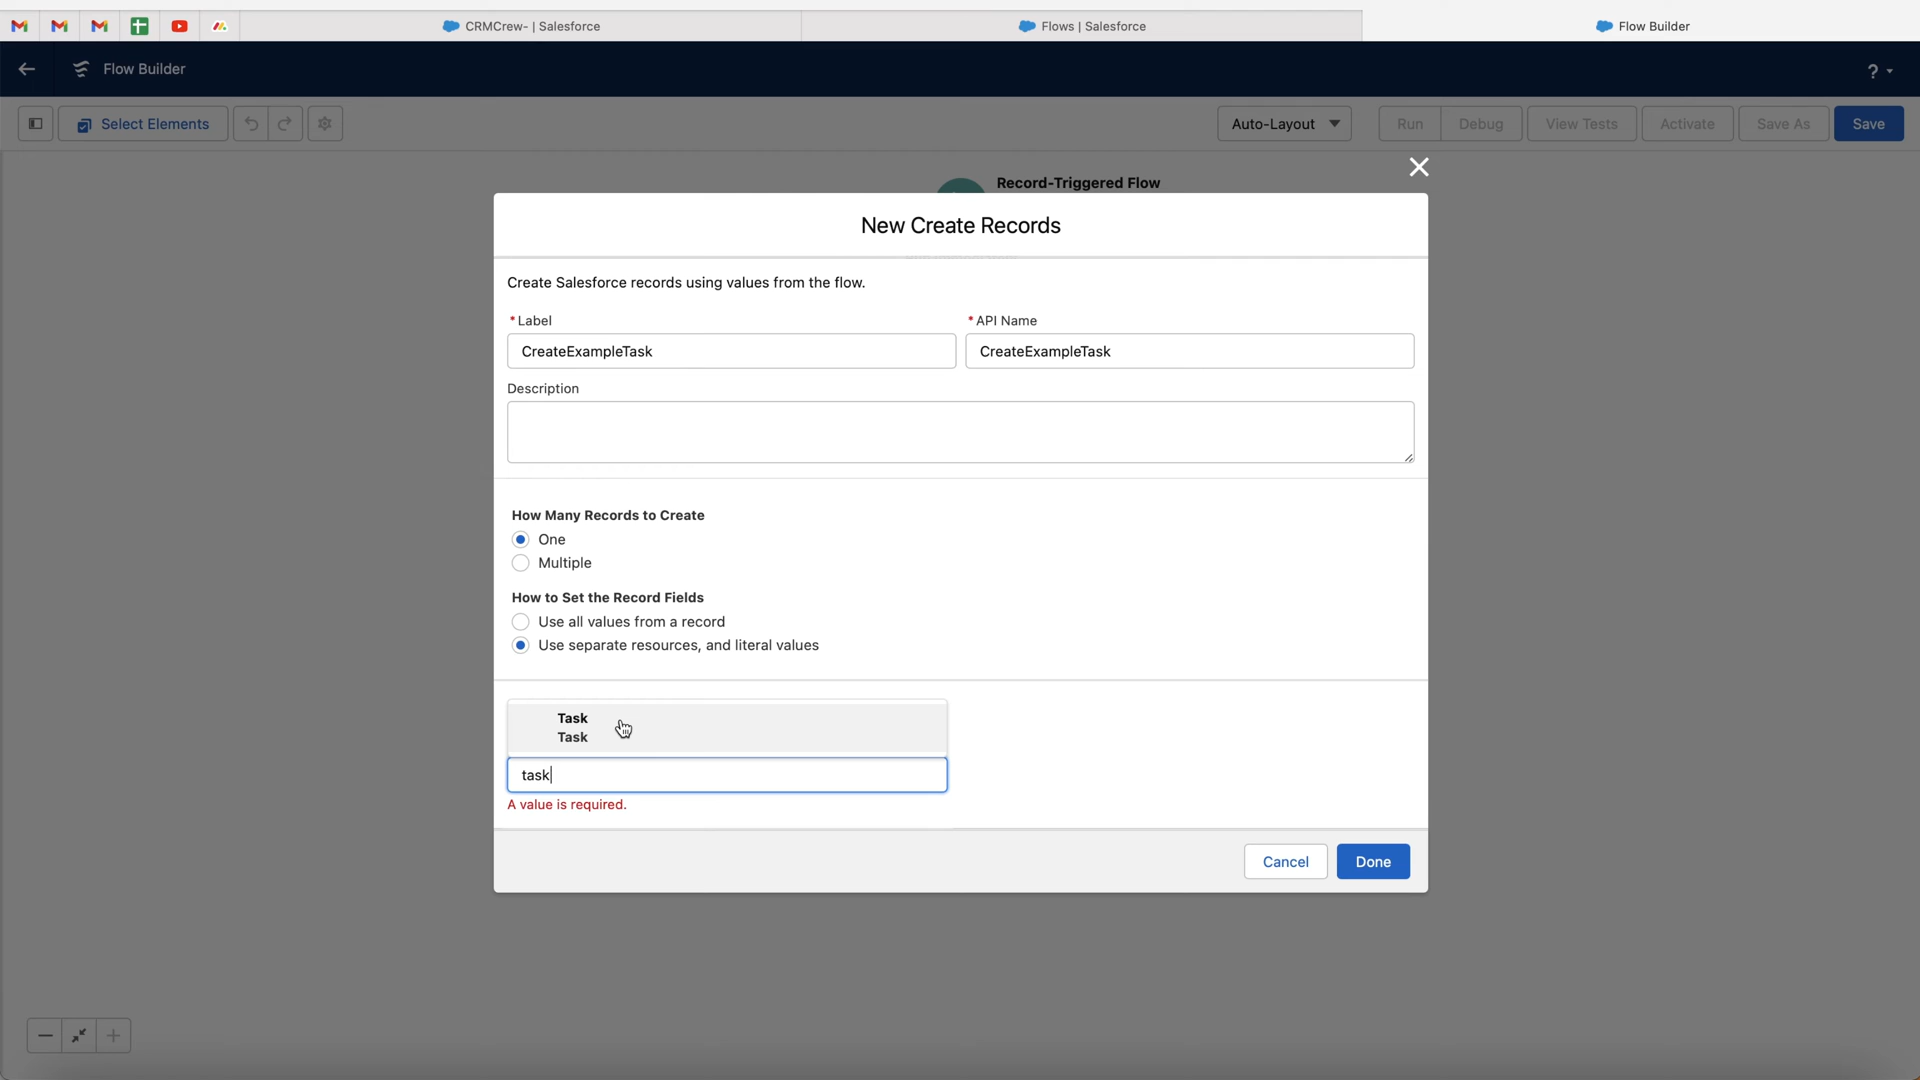 CRMCrew- | Salesforce
Flows | Salesforce
Flow Builder
Flow Builder
?
Select Elements
Auto-Layout
Run
Debug
View Tests
Activate
Save As
Save
Record-Triggered Flow
New Create Records
Create Salesforce records using values from the flow.
* Label
* API Name
CreateExampleTask
CreateExampleTask
Description
How Many Records to Create
One
Multiple
How to Set the Record Fields
Use all values from a record
Use separate resources, and literal values
Task
Task
task
A value is required.
Cancel
Done